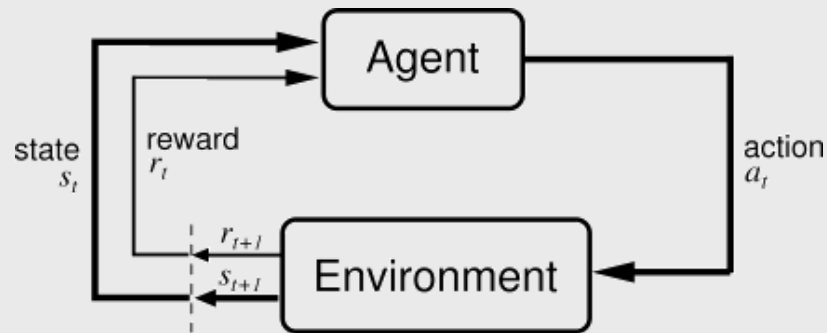 Agent
state
s_t
reward
r_t
action
a_t
r_{t+1}
s_{t+1}
Environment